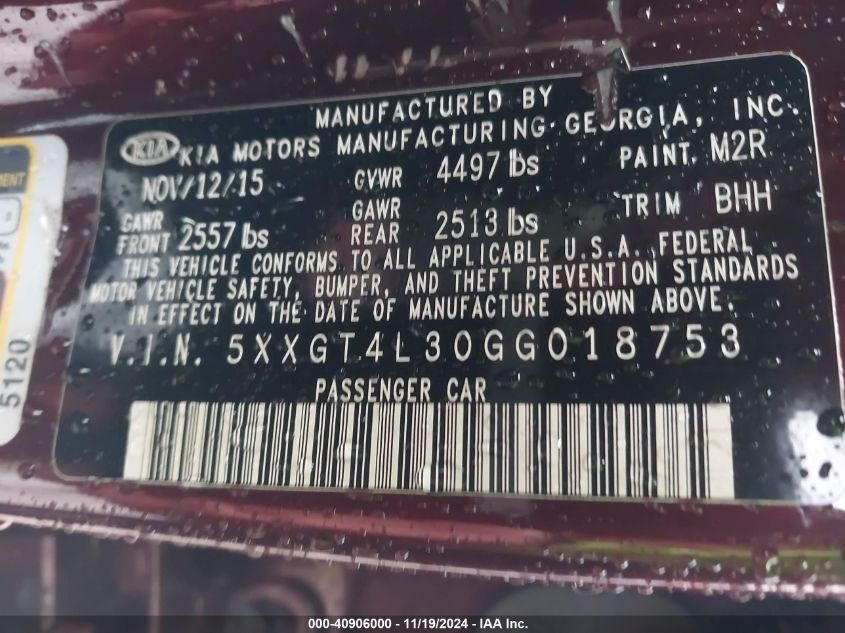 MANUFACTURED BY
KIA KIA MOTORS MANUFACTURING GEORGIA, INC.
NOV/12/15 GVWR 4497 lbs PAINT M2R
GAWR FRONT 2557 lbs GAWR REAR 2513 lbs TRIM BHH
THIS VEHICLE CONFORMS TO ALL APPLICABLE U.S.A. FEDERAL
MOTOR VEHICLE SAFETY, BUMPER, AND THEFT PREVENTION STANDARDS
IN EFFECT ON THE DATE OF MANUFACTURE SHOWN ABOVE.
V.I.N. 5XXGT4L30GG018753
PASSENGER CAR
5120
000-40906000 - 11/19/2024 - IAA Inc.